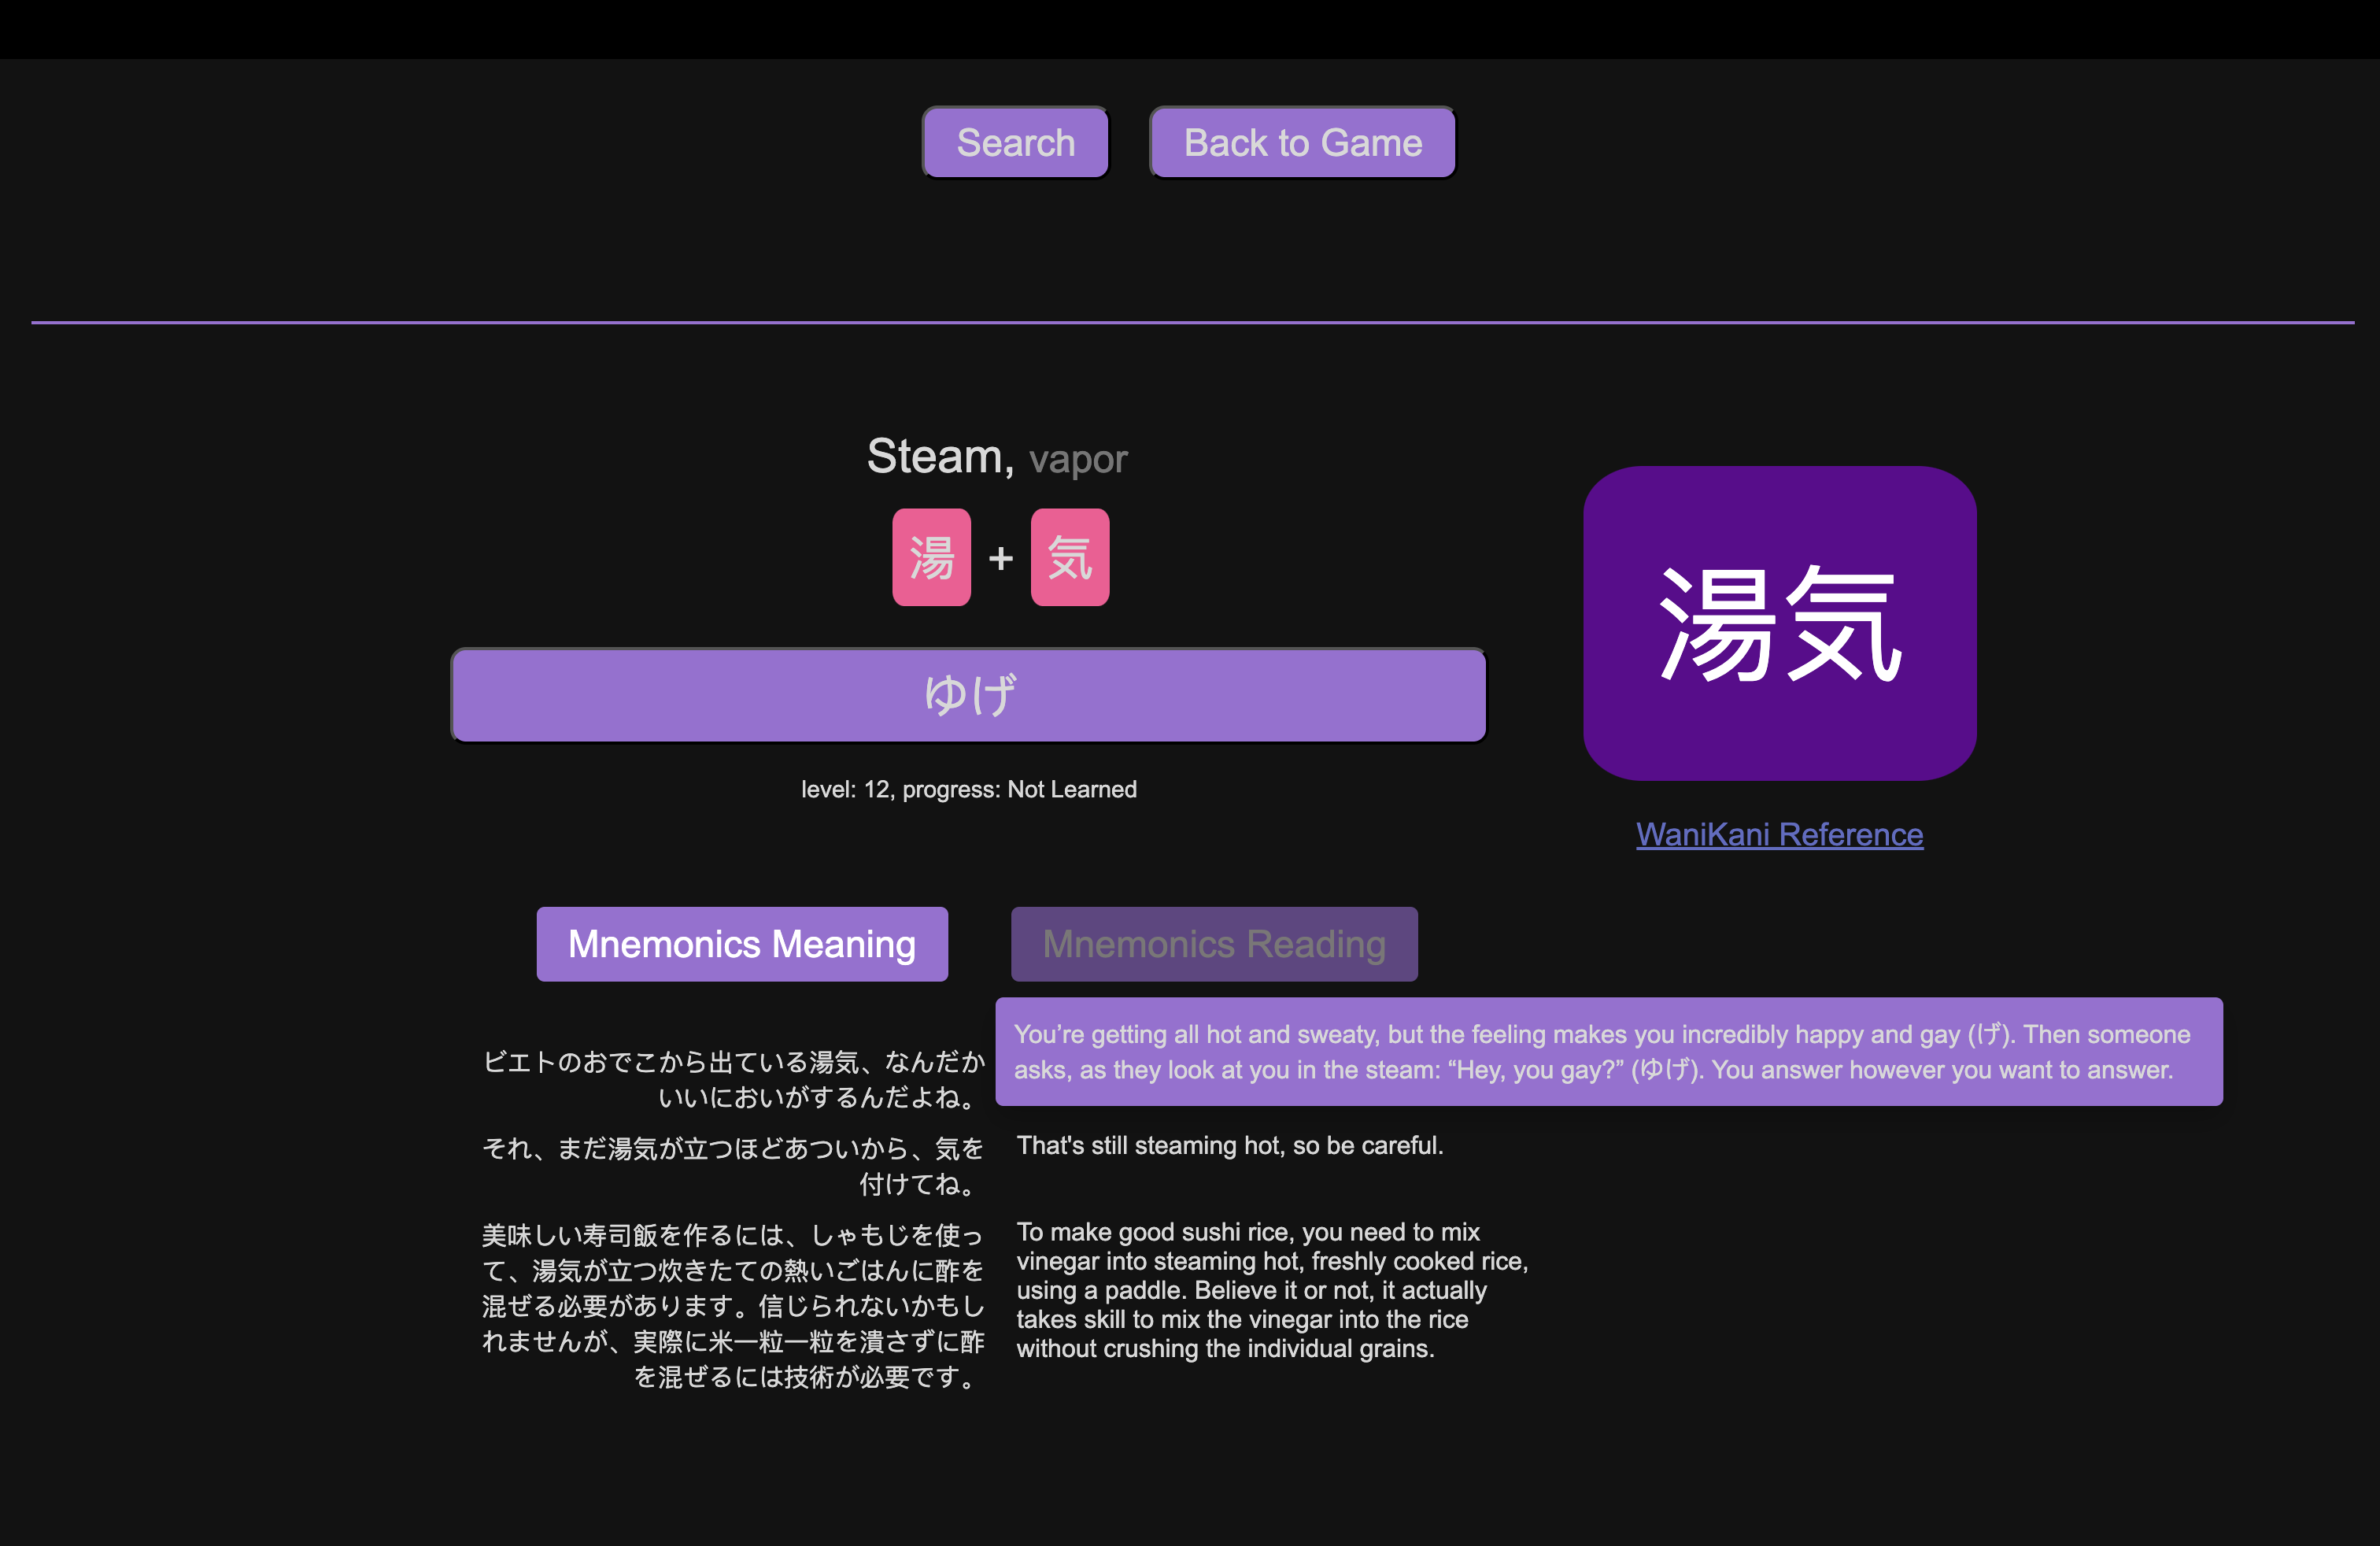 Search
Back to Game
Steam, vapor
湯 + 気
ゆげ
level: 12, progress: Not Learned
湯気
WaniKani Reference
Mnemonics Meaning
Mnemonics Reading
You’re getting all hot and sweaty, but the feeling makes you incredibly happy and gay (げ). Then someone
asks, as they look at you in the steam: “Hey, you gay?” (ゆげ). You answer however you want to answer.
ビエトのおでこから出ている湯気、なんだか
いいにおいがするんだよね。
それ、まだ湯気が立つほどあついから、気を
付けてね。
That's still steaming hot, so be careful.
美味しい寿司飯を作るには、しゃもじを使っ
て、湯気が立つ炊きたての熱いごはんに酢を
混ぜる必要があります。信じられないかもし
れませんが、実際に米一粒一粒を潰さずに酢
を混ぜるには技術が必要です。
To make good sushi rice, you need to mix
vinegar into steaming hot, freshly cooked rice,
using a paddle. Believe it or not, it actually
takes skill to mix the vinegar into the rice
without crushing the individual grains.